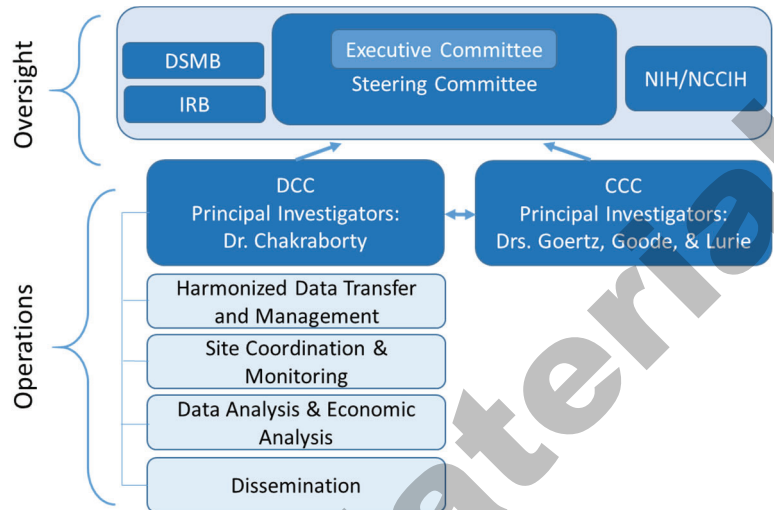 Oversight
DSMB
IRB
Executive Committee
Steering Committee
NIH/NCCIH
Operations
DCC
Principal Investigators:
Dr. Chakraborty
CCC
Principal Investigators:
Drs. Goertz, Goode, & Lurie
Harmonized Data Transfer
and Management
Site Coordination &
Monitoring
Data Analysis & Economic
Analysis
Dissemination